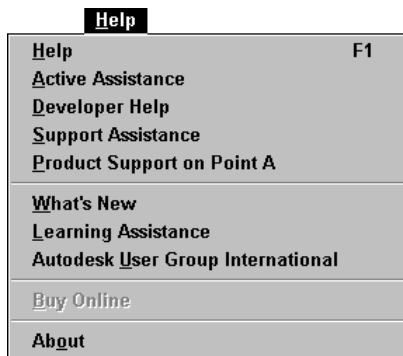 Help
Help F1
Active Assistance
Developer Help
Support Assistance
Product Support on Point A
What's New
Learning Assistance
Autodesk User Group International
Buy Online
About